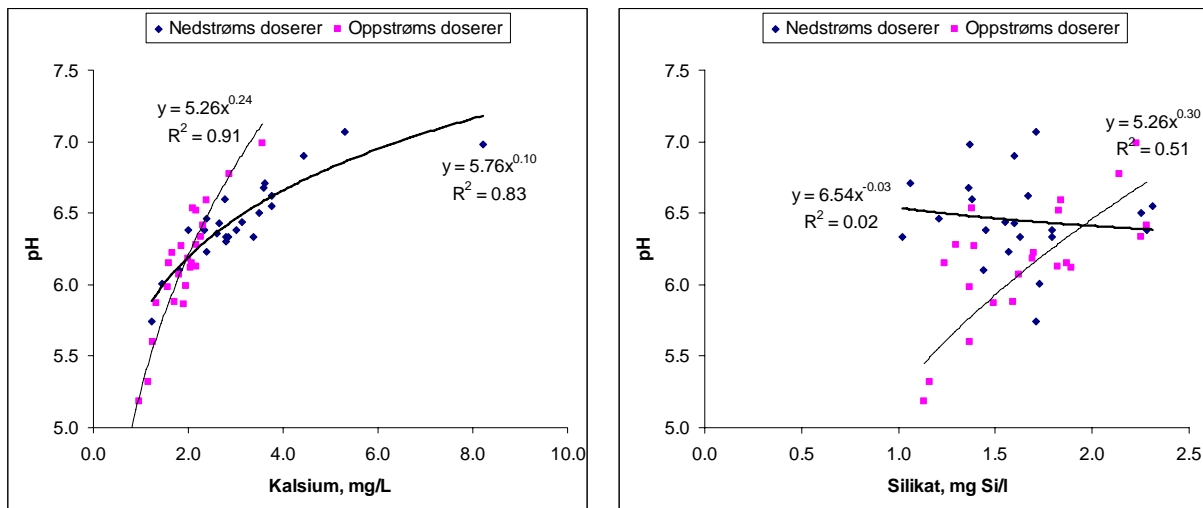 Nedstrøms doserer Oppstrøms doserer
7.5
7.0
6.5
6.0
5.5
5.0
pH
y = 5.26x^0.24
R² = 0.91
y = 5.76x^0.10
R² = 0.83
0.0 2.0 4.0 6.0 8.0 10.0
Kalsium, mg/L
Nedstrøms doserer Oppstrøms doserer
7.5
7.0
6.5
6.0
5.5
5.0
pH
y = 5.26x^0.30
R² = 0.51
y = 6.54x^-0.03
R² = 0.02
0.0 0.5 1.0 1.5 2.0 2.5
Silikat, mg Si/l